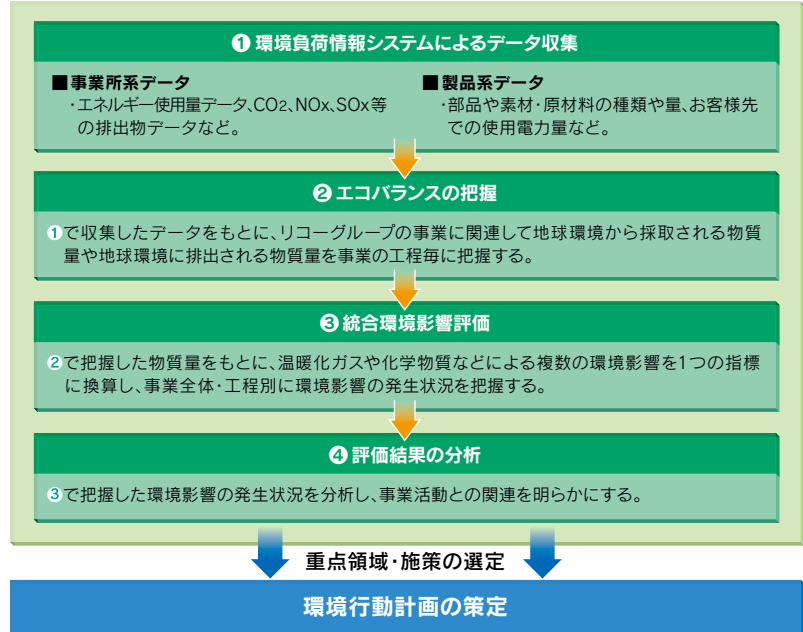 ❶ 環境負荷情報システムによるデータ収集
■事業所系データ
・エネルギー使用量データ、CO2、NOx、SOx等
の排出物データなど。
■製品系データ
・部品や素材・原材料の種類や量、お客様先
での使用電力量など。
❷ エコバランスの把握
①で収集したデータをもとに、リコーグループの事業に関連して地球環境から採取される物質
量や地球環境に排出される物質量を事業の工程毎に把握する。
❸ 統合環境影響評価
②で把握した物質量をもとに、温暖化ガスや化学物質などによる複数の環境影響を1つの指標
に換算し、事業全体・工程別に環境影響の発生状況を把握する。
❹ 評価結果の分析
③で把握した環境影響の発生状況を分析し、事業活動との関連を明らかにする。
重点領域・施策の選定
環境行動計画の策定